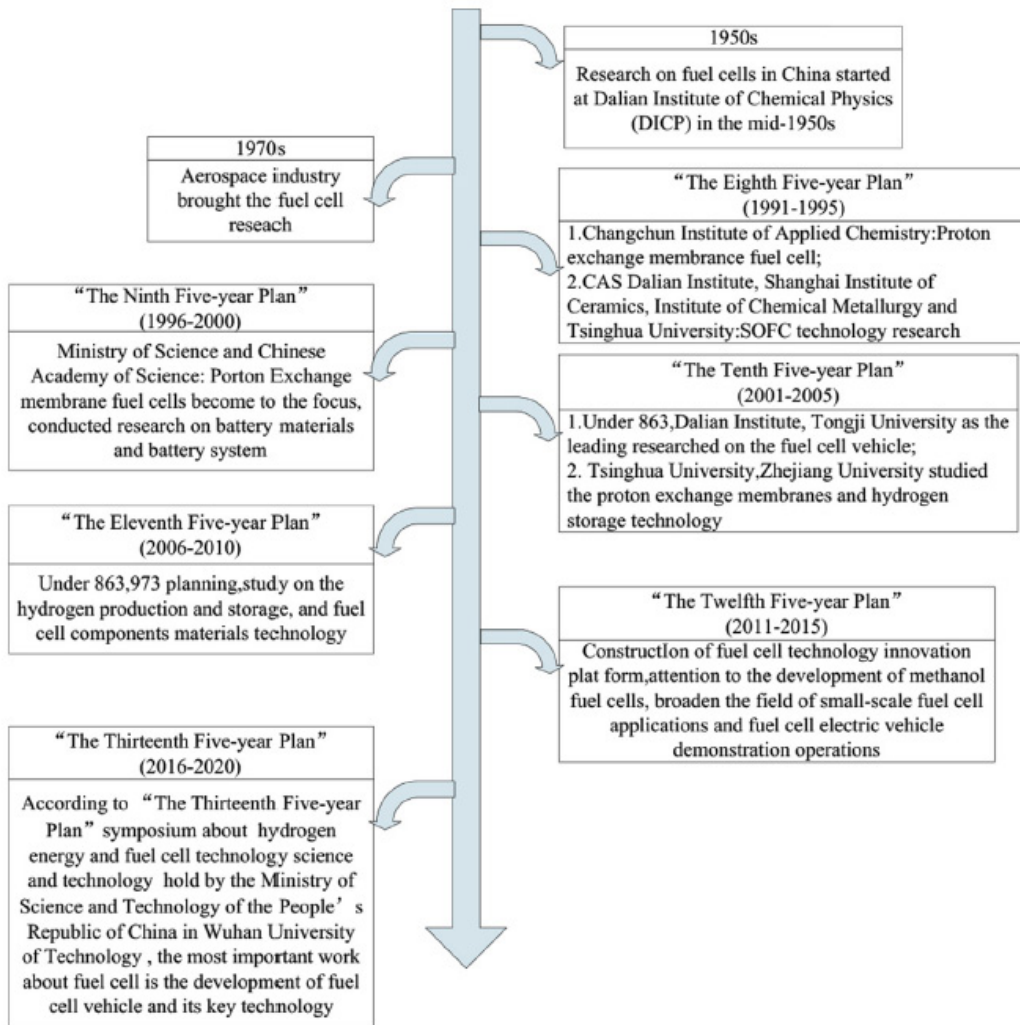 1950s
Research on fuel cells in China started
at Dalian Institute of Chemical Physics
(DICP) in the mid-1950s
1970s
Aerospace industry
brought the fuel cell
reseach
“The Eighth Five-year Plan”
(1991-1995)
1.Changchun Institute of Applied Chemistry:Proton
exchange membrance fuel cell;
2.CAS Dalian Institute, Shanghai Institute of
Ceramics, Institute of Chemical Metallurgy and
Tsinghua University:SOFC technology research
“The Ninth Five-year Plan”
(1996-2000)
Ministry of Science and Chinese
Academy of Science: Porton Exchange
membrane fuel cells become to the focus,
conducted research on battery materials
and battery system
“The Tenth Five-year Plan”
(2001-2005)
1.Under 863,Dalian Institute, Tongji University as the
leading researched on the fuel cell vehicle;
2. Tsinghua University,Zhejiang University studied
the proton exchange membranes and hydrogen
storage technology
“The Eleventh Five-year Plan”
(2006-2010)
Under 863,973 planning,study on the
hydrogen production and storage, and fuel
cell components materials technology
“The Twelfth Five-year Plan”
(2011-2015)
ConstructIon of fuel cell technology innovation
plat form,attention to the development of methanol
fuel cells, broaden the field of small-scale fuel cell
applications and fuel cell electric vehicle
demonstration operations
“The Thirteenth Five-year Plan”
(2016-2020)
According to “The Thirteenth Five-year
Plan” symposium about hydrogen
energy and fuel cell technology science
and technology hold by the Ministry of
Science and Technology of the People’s
Republic of China in Wuhan University
of Technology , the most important work
about fuel cell is the development of fuel
cell vehicle and its key technology